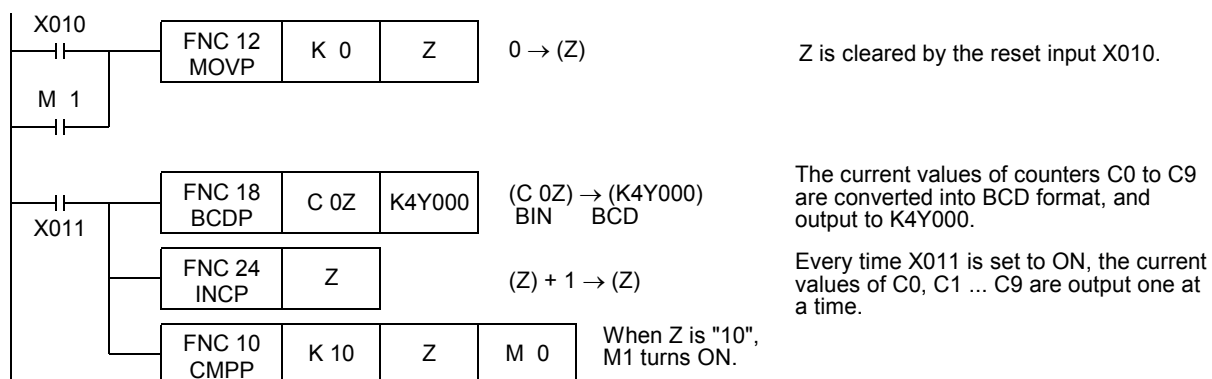 X010
FNC 12
MOVP
K 0
Z
0 → (Z)
Z is cleared by the reset input X010.
M 1
X011
FNC 18
BCDP
C 0Z
K4Y000
(C 0Z) → (K4Y000)
BIN BCD
The current values of counters C0 to C9
are converted into BCD format, and
output to K4Y000.
FNC 24
INCP
Z
(Z) + 1 → (Z)
Every time X011 is set to ON, the current
values of C0, C1 ... C9 are output one at
a time.
FNC 10
CMPP
K 10
Z
M 0
When Z is "10",
M1 turns ON.